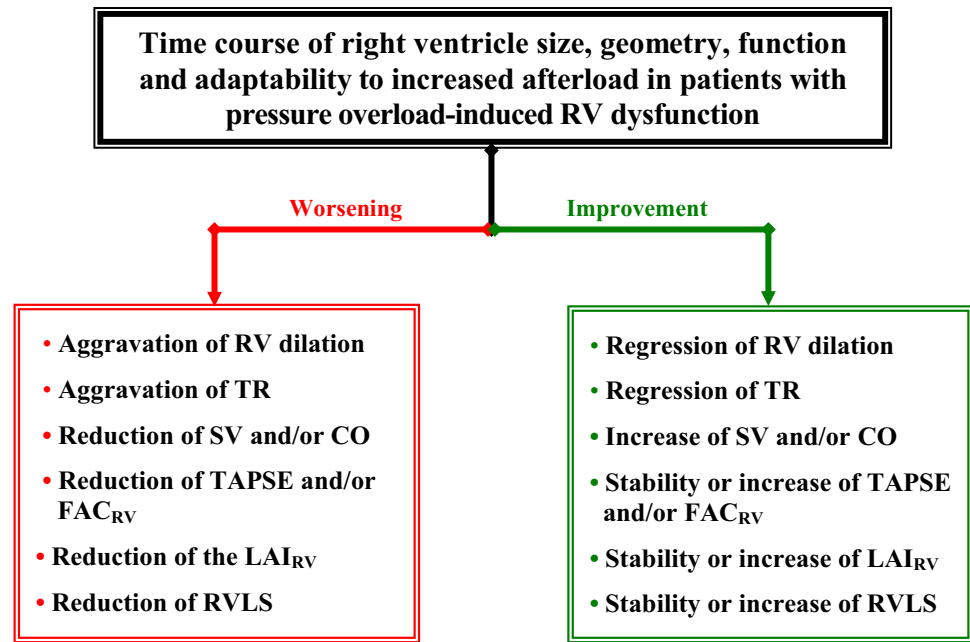 Time course of right ventricle size, geometry, function
and adaptability to increased afterload in patients with
pressure overload-induced RV dysfunction
Worsening
Improvement
• Aggravation of RV dilation
• Aggravation of TR
• Reduction of SV and/or CO
• Reduction of TAPSE and/or
FACRV
• Reduction of the LAIRV
• Reduction of RVLS
• Regression of RV dilation
• Regression of TR
• Increase of SV and/or CO
• Stability or increase of TAPSE
and/or FACRV
• Stability or increase of LAIRV
• Stability or increase of RVLS